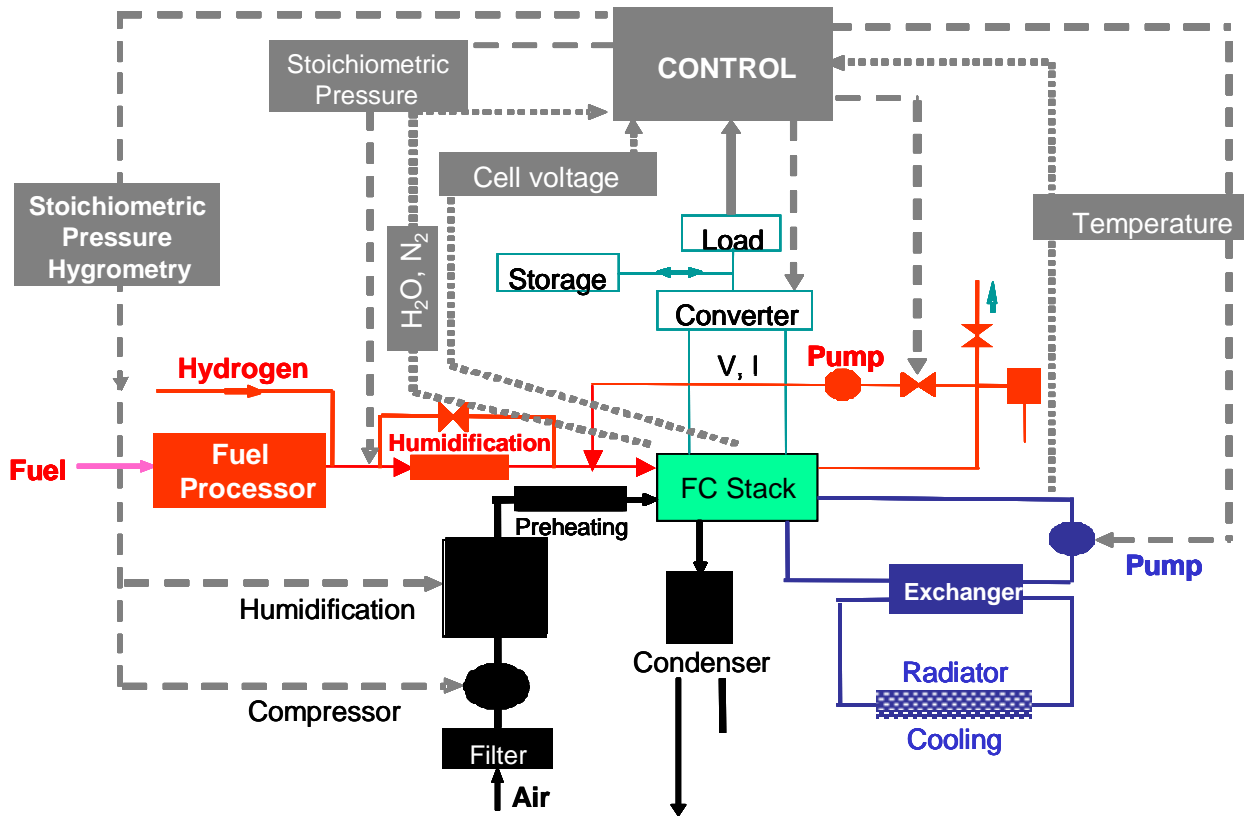 Stoichiometric
Pressure
CONTROL
Cell voltage
Stoichiometric
Pressure
Hygrometry
H₂O, N₂
Temperature
Load
Storage
Converter
Hydrogen
V, I
Pump
Humidification
Fuel
Fuel
Processor
FC Stack
Preheating
Pump
Humidification
Exchanger
Condenser
Radiator
Compressor
Cooling
Filter
Air